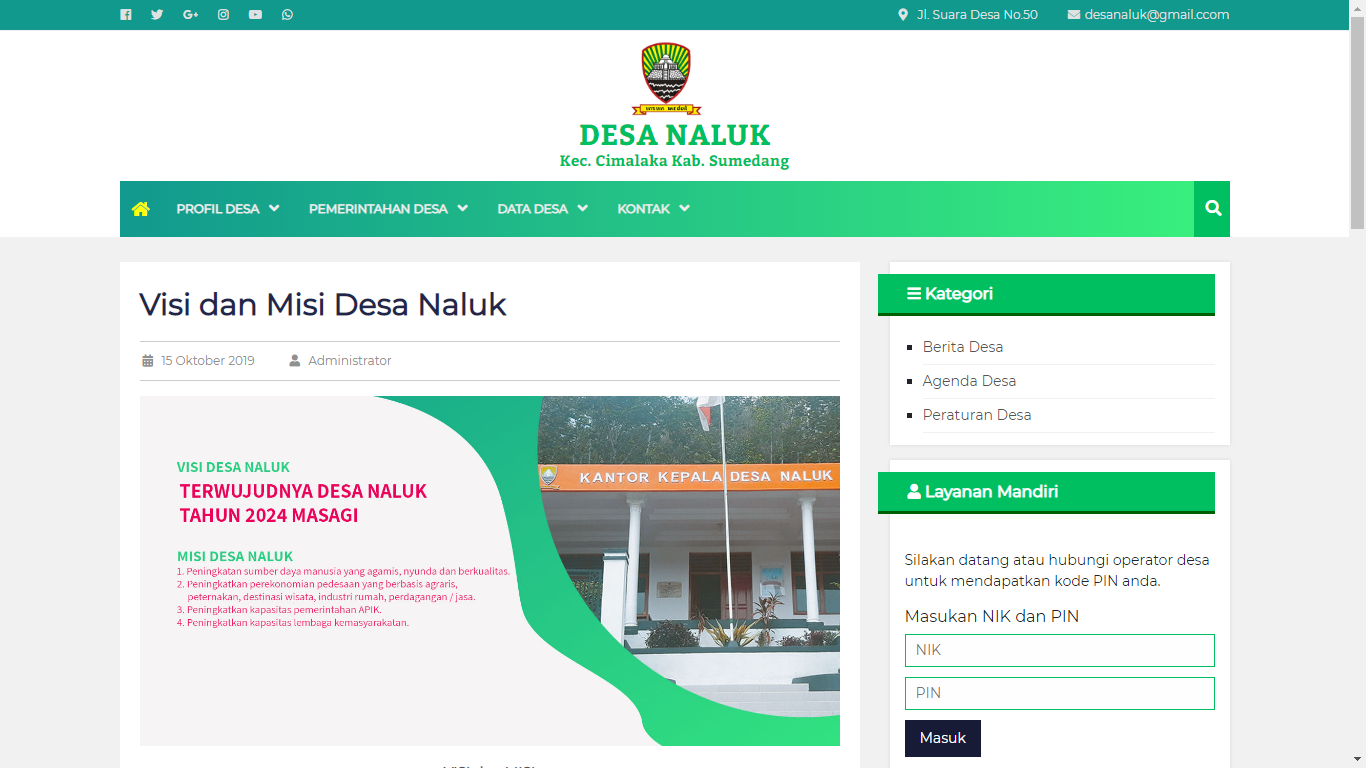 Jl. Suara Desa No.50 desanaluk@gmail.ccom
DESA NALUK
Kec. Cimalaka Kab. Sumedang
PROFIL DESA PEMERINTAHAN DESA DATA DESA KONTAK
Visi dan Misi Desa Naluk
15 Oktober 2019 Administrator
VISI DESA NALUK
TERWUJUDNYA DESA NALUK
TAHUN 2024 MASAGI
MISI DESA NALUK
1. Peningkatan sumber daya manusia yang agamis, nyunda dan berkualitas.
2. Peningkatkan perekonomian pedesaan yang berbasis agraris,
peternakan, destinasi wisata, industri rumah, perdagangan / jasa.
3. Peningkatkan kapasitas pemerintahan APIK.
4. Peningkatkan kapasitas lembaga kemasyarakatan.
KANTOR KEPALA DESA NALUK
Kategori
Berita Desa
Agenda Desa
Peraturan Desa
Layanan Mandiri
Silakan datang atau hubungi operator desa
untuk mendapatkan kode PIN anda.
Masukan NIK dan PIN
NIK
PIN
Masuk